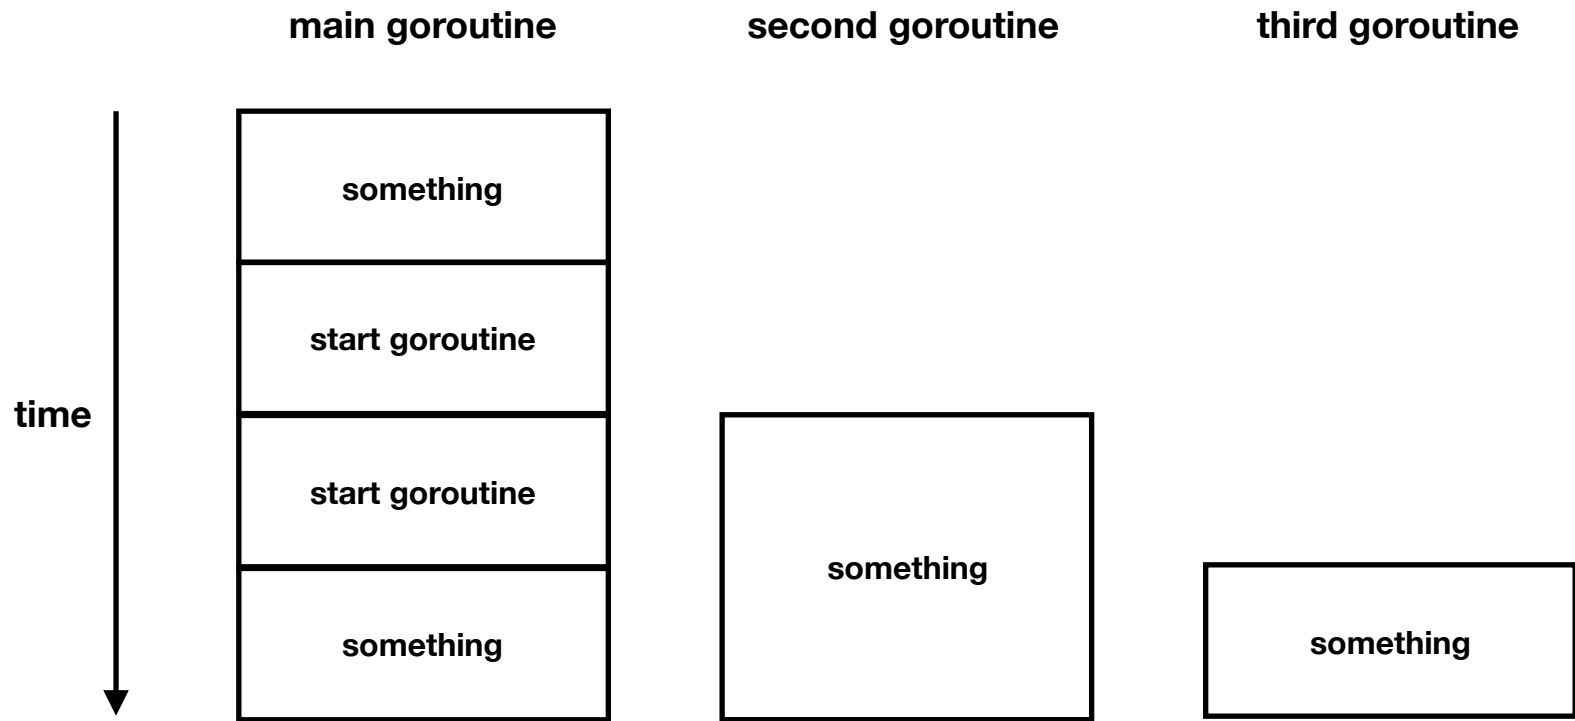 main goroutine
second goroutine
third goroutine
something
start goroutine
time
start goroutine
something
something
something